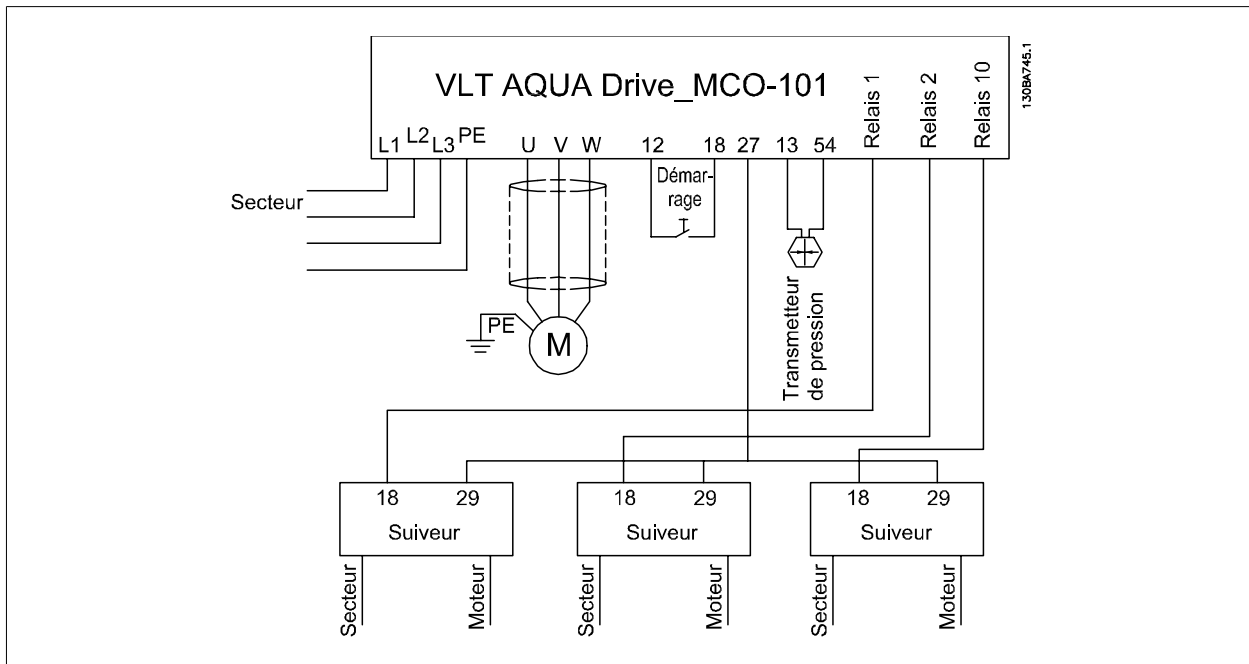 130BA745.1
VLT AQUA Drive_MCO-101
Relais 1
Relais 2
Relais 10
L1
L2
L3
PE
U
V
W
12
18
27
13
54
Secteur
Démar-
rage
PE
M
Transmetteur
de pression
18
29
Suiveur
18
29
Suiveur
18
29
Suiveur
Secteur
Moteur
Secteur
Moteur
Secteur
Moteur